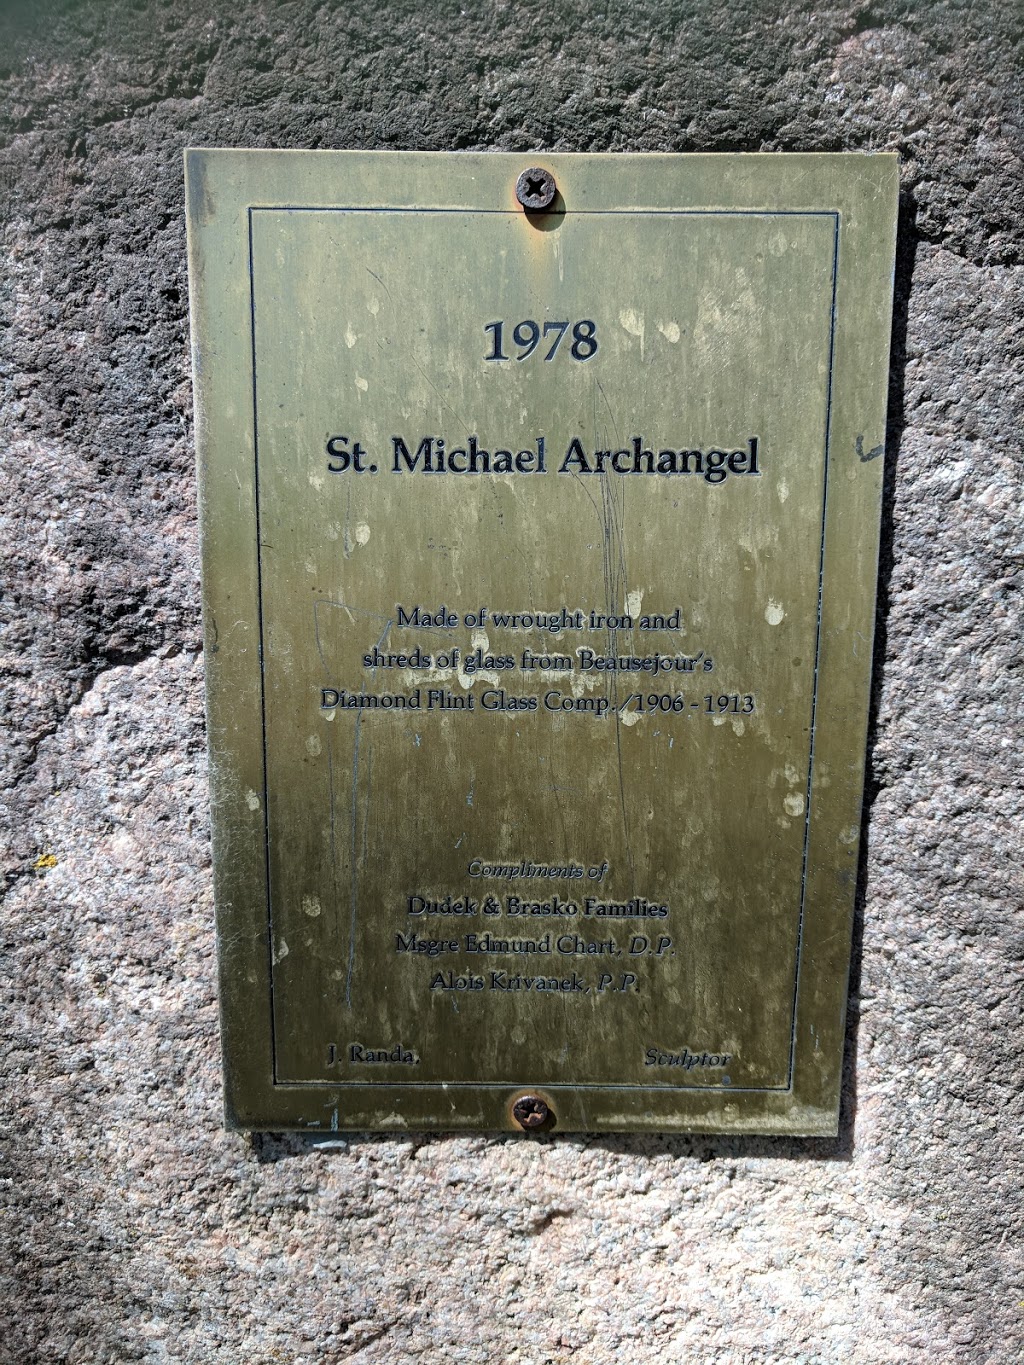 1978
St. Michael Archangel
Made of wrought iron and
shreds of glass from Beausejour's
Diamond Flint Glass Comp./1906 - 1913
Compliments of
Dudek & Brasko Families
Msgre Edmund Chart, D.P.
Alois Krivanek, P.P.
J. Randa, Sculptor